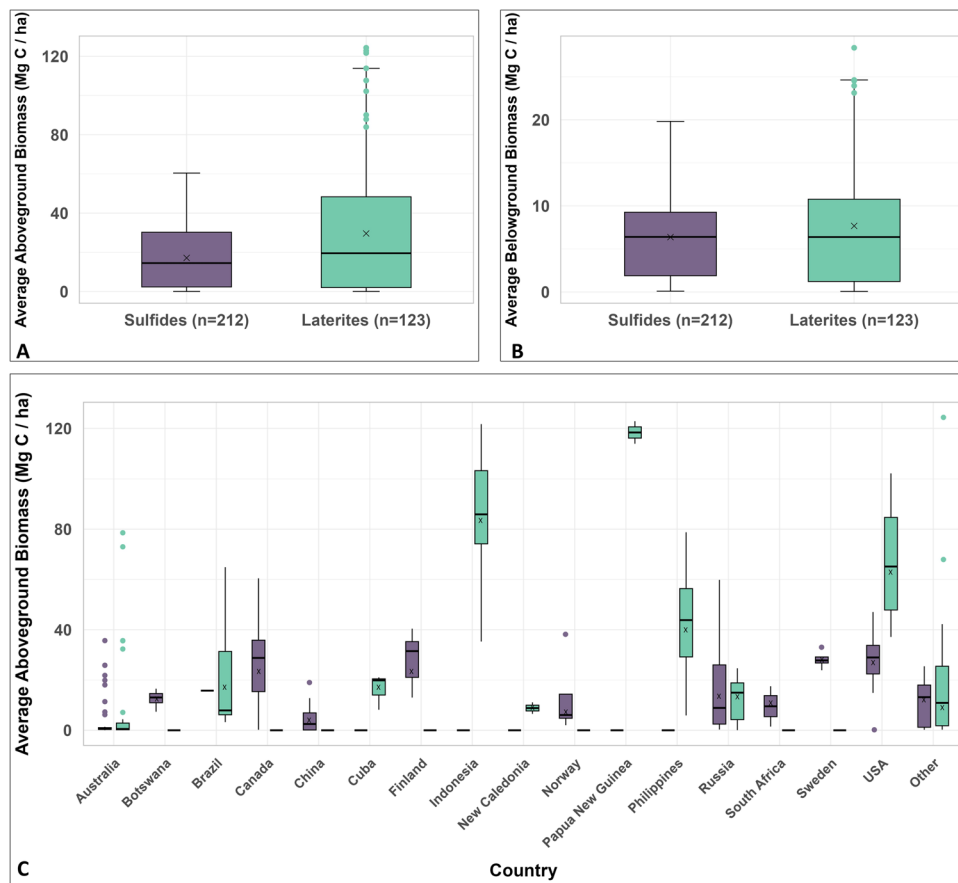 Average Aboveground Biomass (Mg C / ha)
120
80
40
0
Sulfides (n=212)
Laterites (n=123)
A
Average Belowground Biomass (Mg C / ha)
20
10
0
Sulfides (n=212)
Laterites (n=123)
B
Average Aboveground Biomass (Mg C / ha)
120
80
40
0
Australia
Botswana
Brazil
Canada
China
Cuba
Finland
Indonesia
New Caledonia
Norway
Papua New Guinea
Philippines
Russia
South Africa
Sweden
USA
Other
C
Country